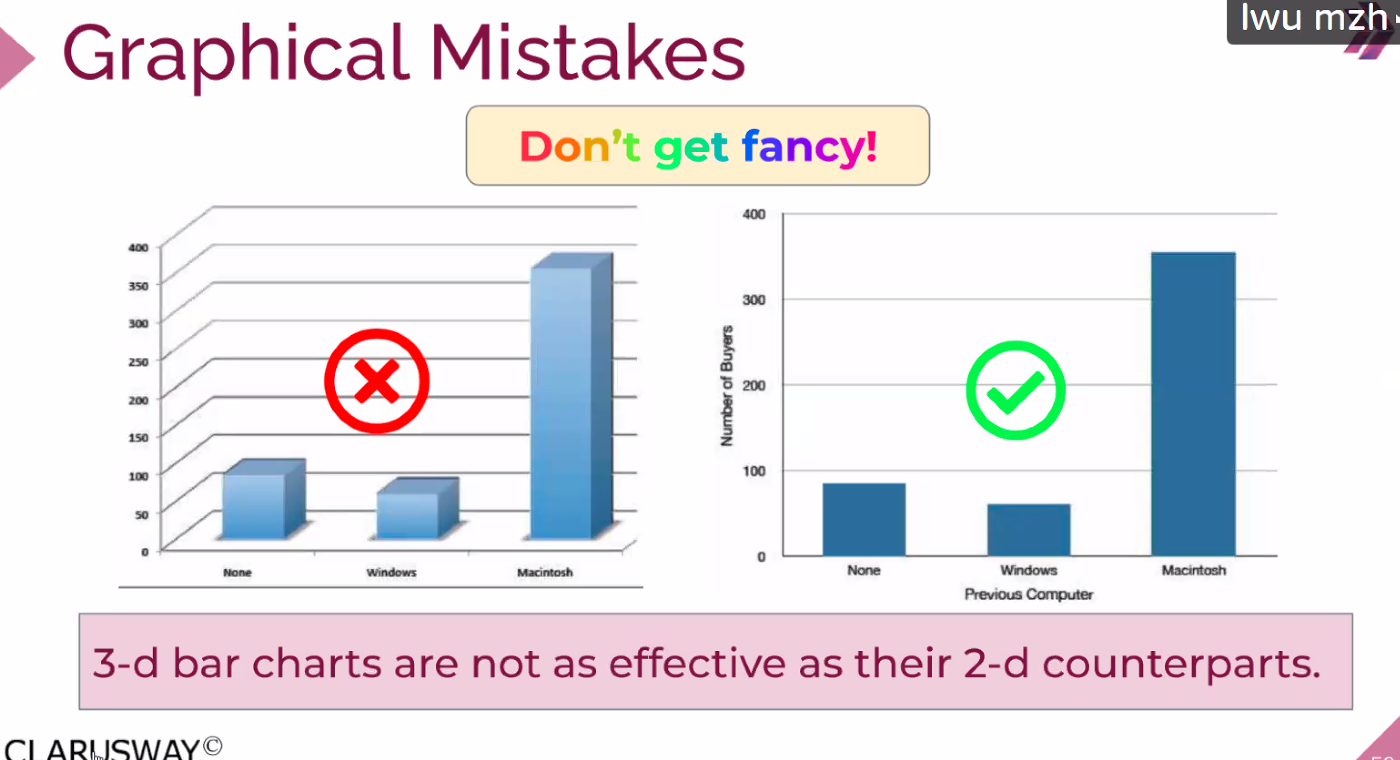 Iwu mzh
Graphical Mistakes
Don't get fancy!
400
350
300
250
200
150
100
50
0
None Windows Macintosh
400
300
200
100
0
Number of Buyers
None Windows Macintosh
Previous Computer
3-d bar charts are not as effective as their 2-d counterparts.
CLARUSWAY©